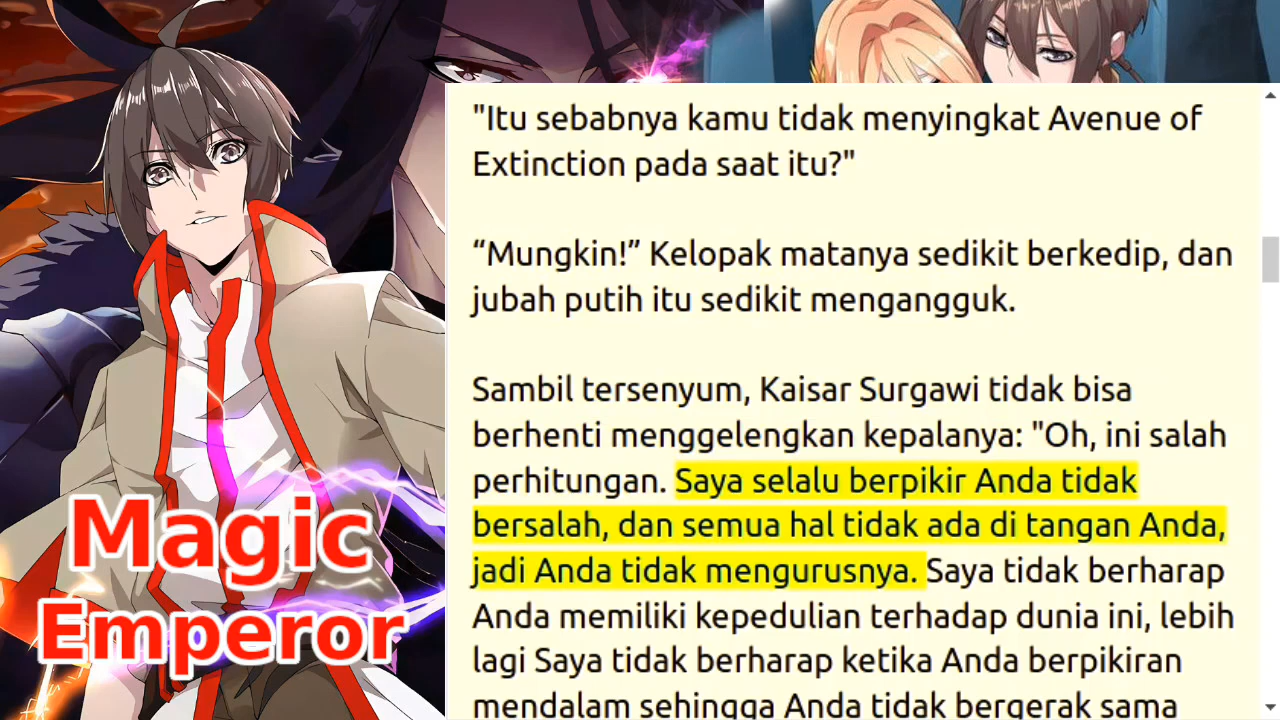 "Itu sebabnya kamu tidak menyingkat Avenue of
Extinction pada saat itu?"
“Mungkin!” Kelopak matanya sedikit berkedip, dan
jubah putih itu sedikit mengangguk.
Sambil tersenyum, Kaisar Surgawi tidak bisa
berhenti menggelengkan kepalanya: "Oh, ini salah
perhitungan. Saya selalu berpikir Anda tidak
bersalah, dan semua hal tidak ada di tangan Anda,
jadi Anda tidak mengurusnya. Saya tidak berharap
Anda memiliki kepedulian terhadap dunia ini, lebih
lagi Saya tidak berharap ketika Anda berpikiran
mendalam sehingga Anda tidak bergerak sama
Magic
Emperor